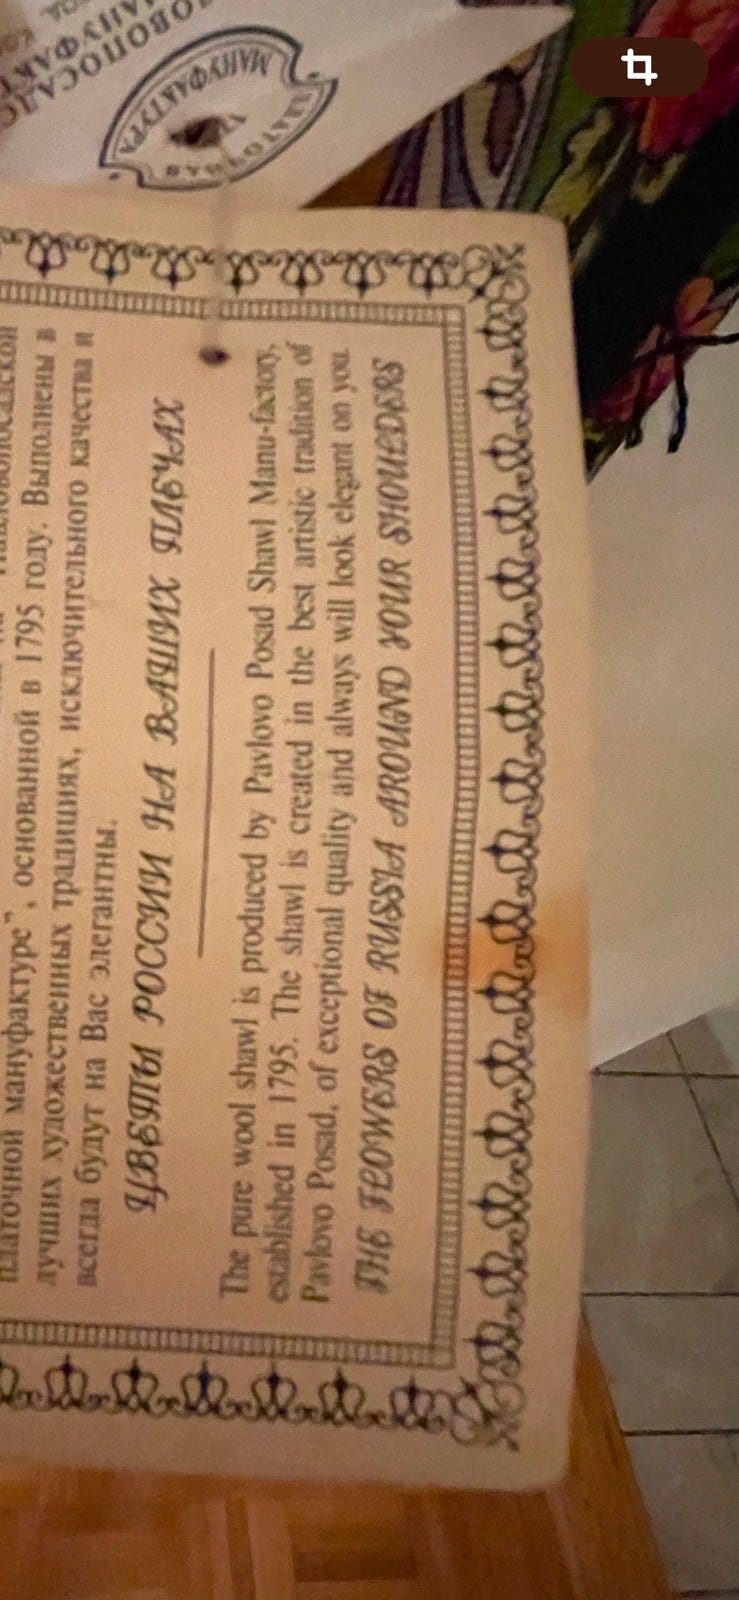 МАНУФАКТУРА
ПЛАТОЧНАЯ
МАНУФАКТУРА
платочной мануфактуре", основанной в 1795 году. Выполнены в
лучших художественных традициях, исключительного качества и
всегда будут на Вас элегантны.
ЦВЕТЫ РОССИИ НА ВАШИХ ПЛЕЧАХ
The pure wool shawl is produced by Pavlovo Posad Shawl Manu-factory,
established in 1795. The shawl is created in the best artistic tradition of
Pavlovo Posad, of exceptional quality and always will look elegant on you.
THE FLOWERS OF RUSSIA AROUND YOUR SHOULDERS